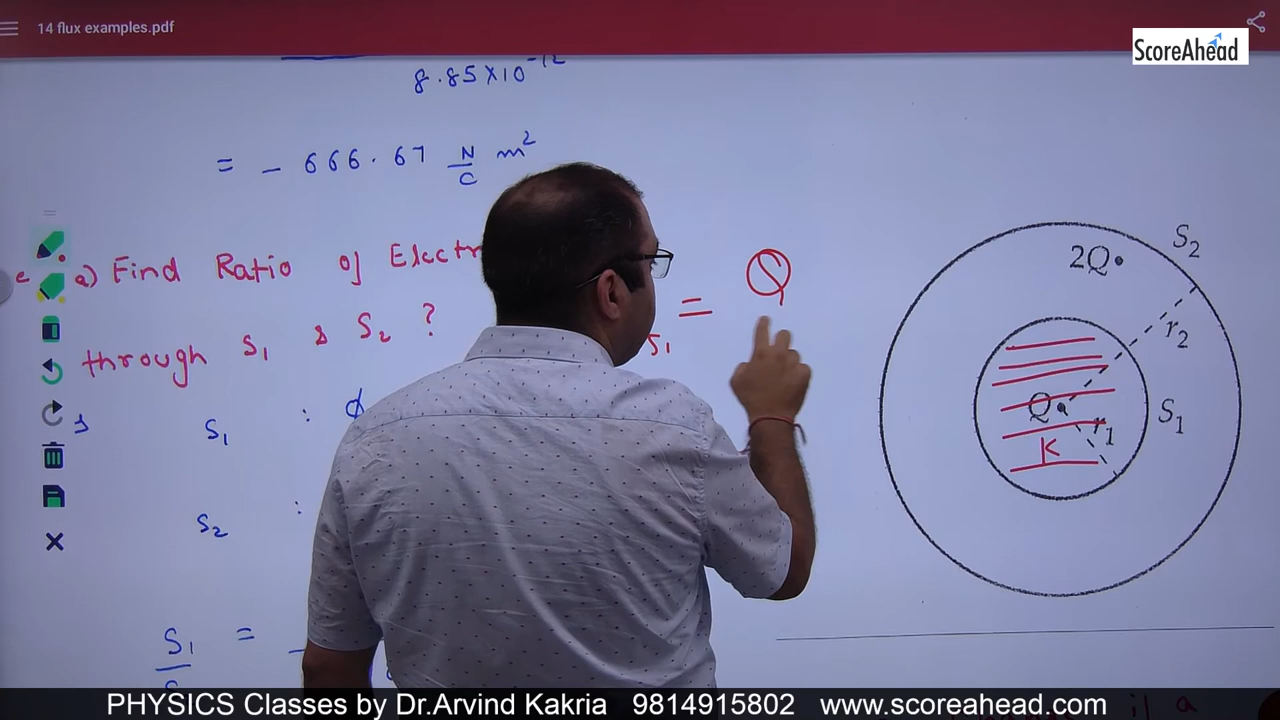 14 flux examples.pdf
ScoreAhead
8.85×10⁻¹²
= - 666.67 N/C m²
a) Find Ratio of Electr
through S₁ & S₂ ?
S₁ : ϕ
S₂ :
S₁ =
S₁ = Q
2Q
S₂
r₂
Q
r₁
S₁
K
PHYSICS Classes by Dr.Arvind Kakria 9814915802 www.scoreahead.com